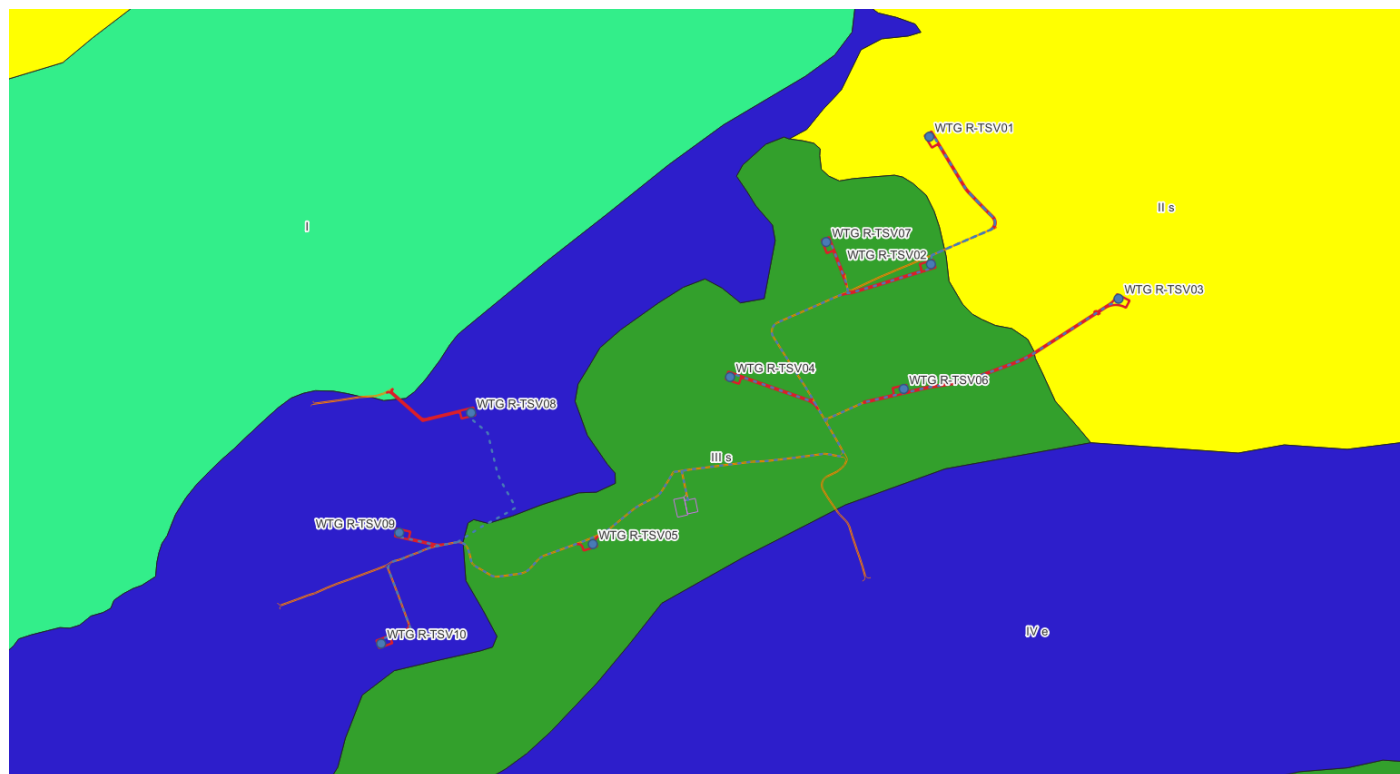 WTG R-TSV01
II s
I
WTG R-TSV07
WTG R-TSV02
WTG R-TSV03
WTG R-TSV04
WTG R-TSV06
WTG R-TSV08
III s
WTG R-TSV09
WTG R-TSV05
WTG R-TSV10
IV e